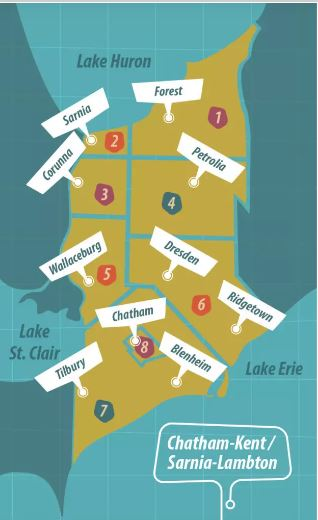 Lake Huron
Forest
1
Sarnia
2
Corunna
Petrolia
3
4
Wallaceburg
5
Dresden
6
Ridgetown
Chatham
8
Blenheim
Lake
St. Clair
Lake Erie
Tilbury
7
Chatham-Kent /
Sarnia-Lambton